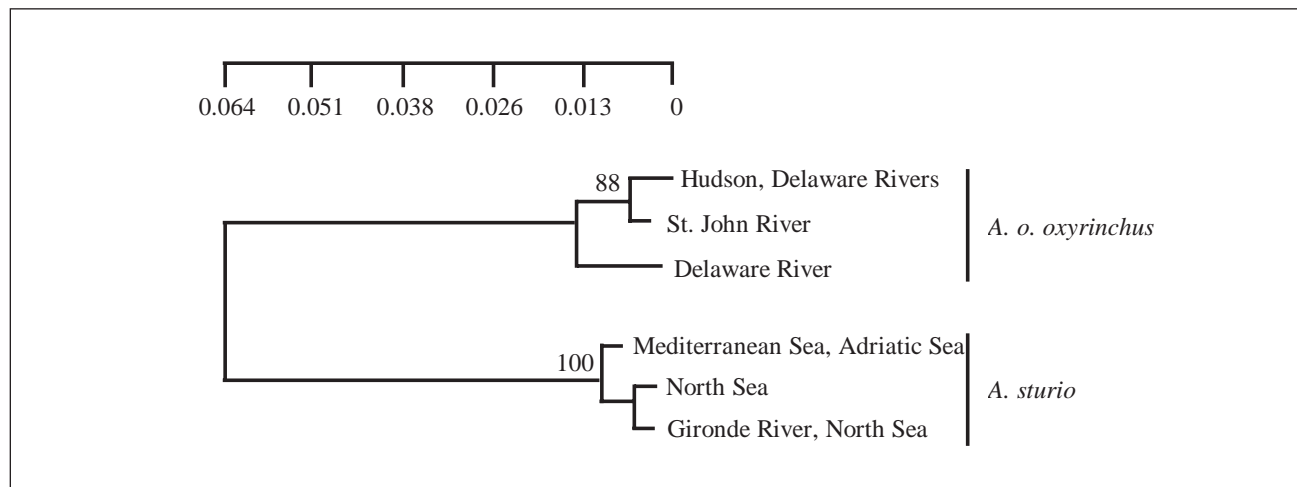 0.064 0.051 0.038 0.026 0.013 0
88
Hudson, Delaware Rivers
St. John River
A. o. oxyrinchus
Delaware River
100
Mediterranean Sea, Adriatic Sea
North Sea
A. sturio
Gironde River, North Sea